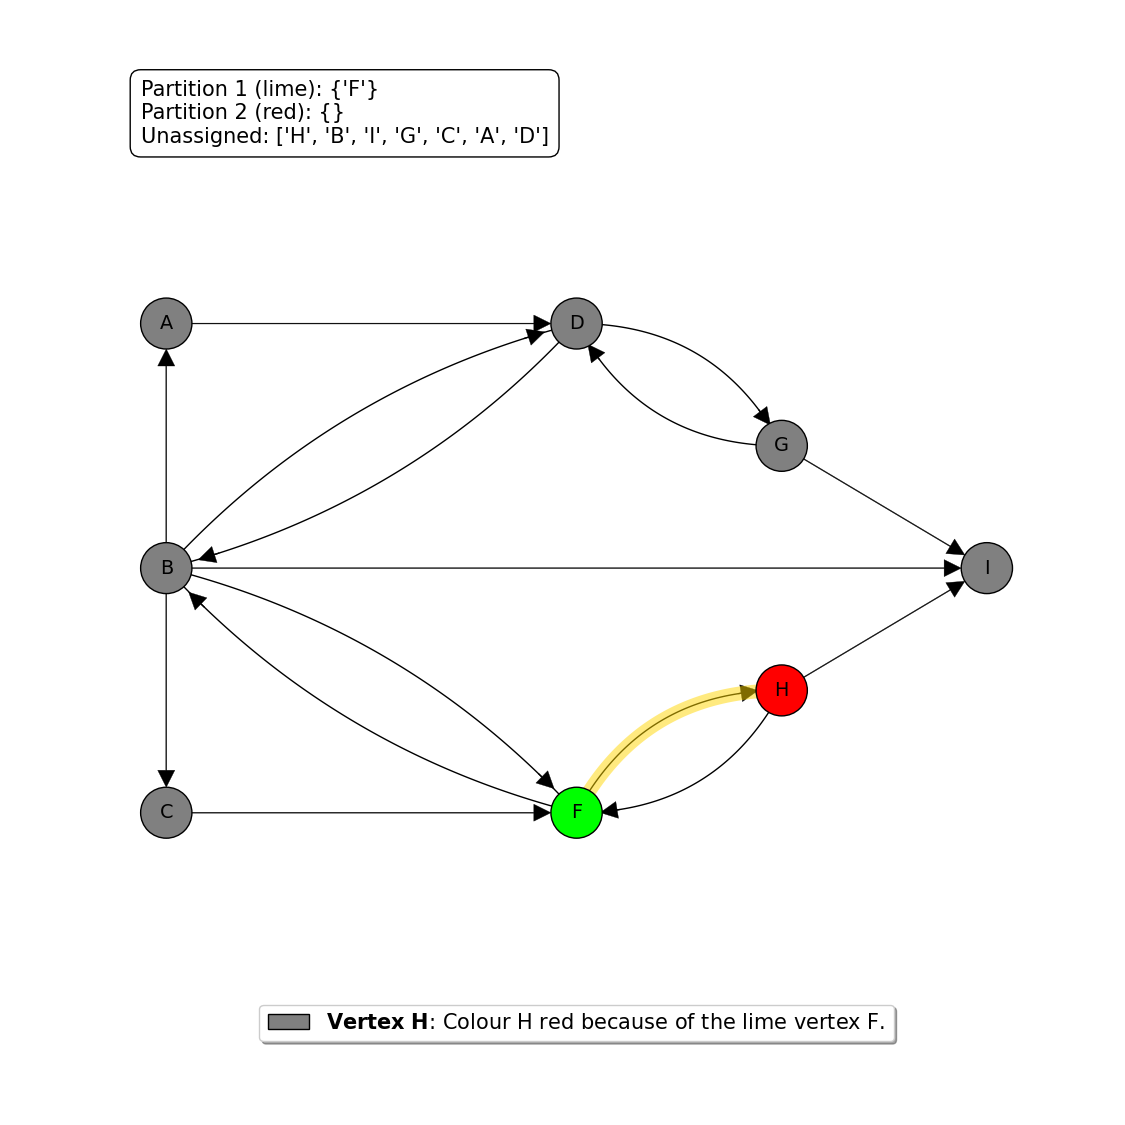 Partition 1 (lime): {'F'}
Partition 2 (red): {}
Unassigned: ['H', 'B', 'I', 'G', 'C', 'A', 'D']
A
D
G
B
I
H
C
F
Vertex H: Colour H red because of the lime vertex F.